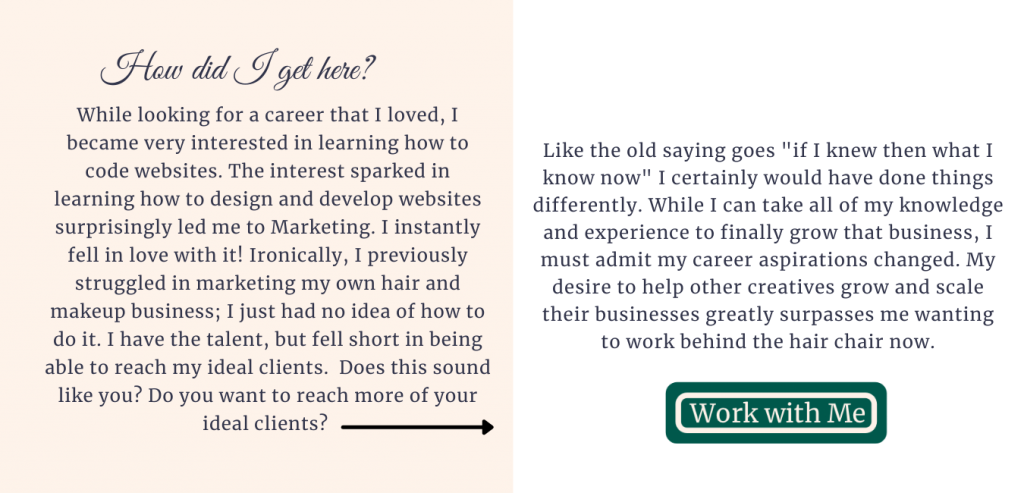 How did I get here?
While looking for a career that I loved, I
became very interested in learning how to
code websites. The interest sparked in
learning how to design and develop websites
surprisingly led me to Marketing. I instantly
fell in love with it! Ironically, I previously
struggled in marketing my own hair and
makeup business; I just had no idea of how to
do it. I have the talent, but fell short in being
able to reach my ideal clients.  Does this sound
like you? Do you want to reach more of your
ideal clients?
Like the old saying goes "if I knew then what I
know now" I certainly would have done things
differently. While I can take all of my knowledge
and experience to finally grow that business, I
must admit my career aspirations changed. My
desire to help other creatives grow and scale
their businesses greatly surpasses me wanting
to work behind the hair chair now.
Work with Me